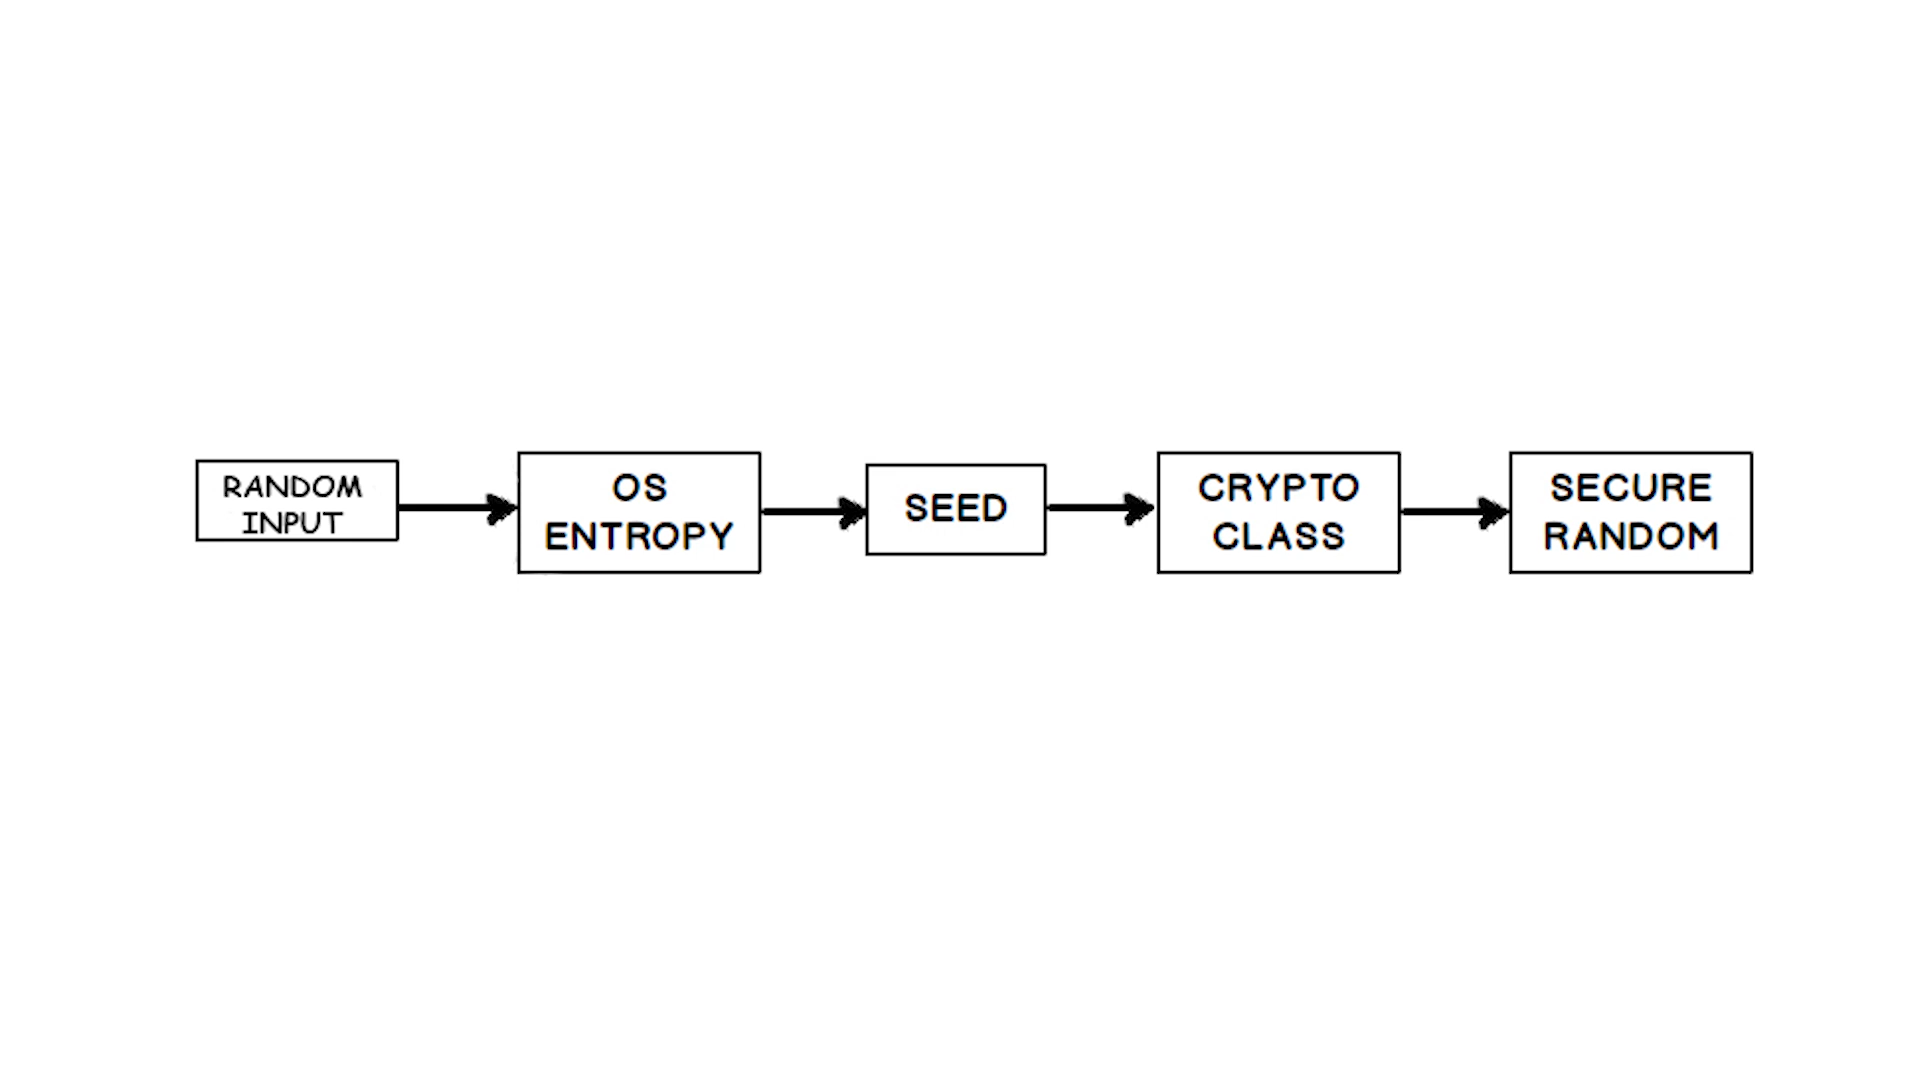 RANDOM
INPUT
OS
ENTROPY
SEED
CRYPTO
CLASS
SECURE
RANDOM